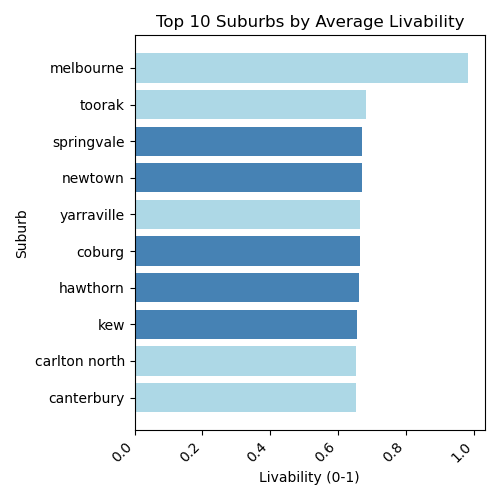 Top 10 Suburbs by Average Livability
melbourne
toorak
springvale
newtown
yarraville
coburg
hawthorn
kew
carlton north
canterbury
Suburb
0.0
0.2
0.4
0.6
0.8
1.0
Livability (0-1)